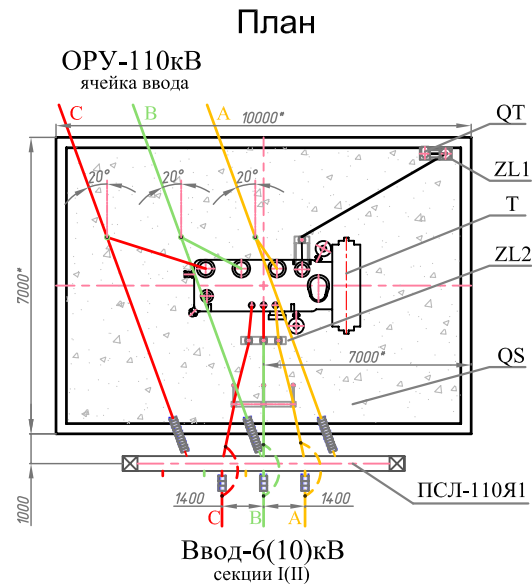 План
ОРУ-110кВ
ячейка ввода
C
B
A
10000"
QT
ZL1
20°
20°
20°
T
ZL2
7000"
7000"
QS
1000
ПСЛ-110Я1
1400
1400
C
B
A
Ввод-6(10)кВ
секции I(II)